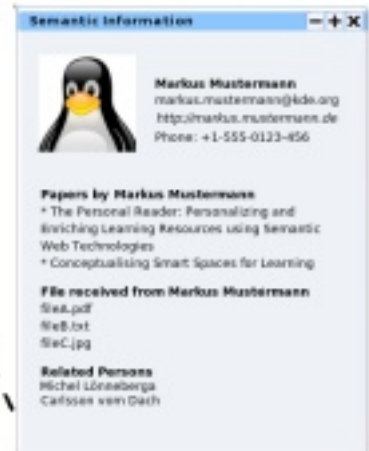 Semantic Information
Markus Mustermann
markus.mustermann@kde.org
http://markus.mustermann.de
Phone: +1-555-0123-456
Papers by Markus Mustermann
* The Personal Reader: Personalizing and
Enriching Learning Resources using Semantic
Web Technologies
* Conceptualising Smart Spaces for Learning
File received from Markus Mustermann
fileA.pdf
fileB.txt
fileC.jpg
Related Persons
Michel Lönneberga
Carlsson vom Dach